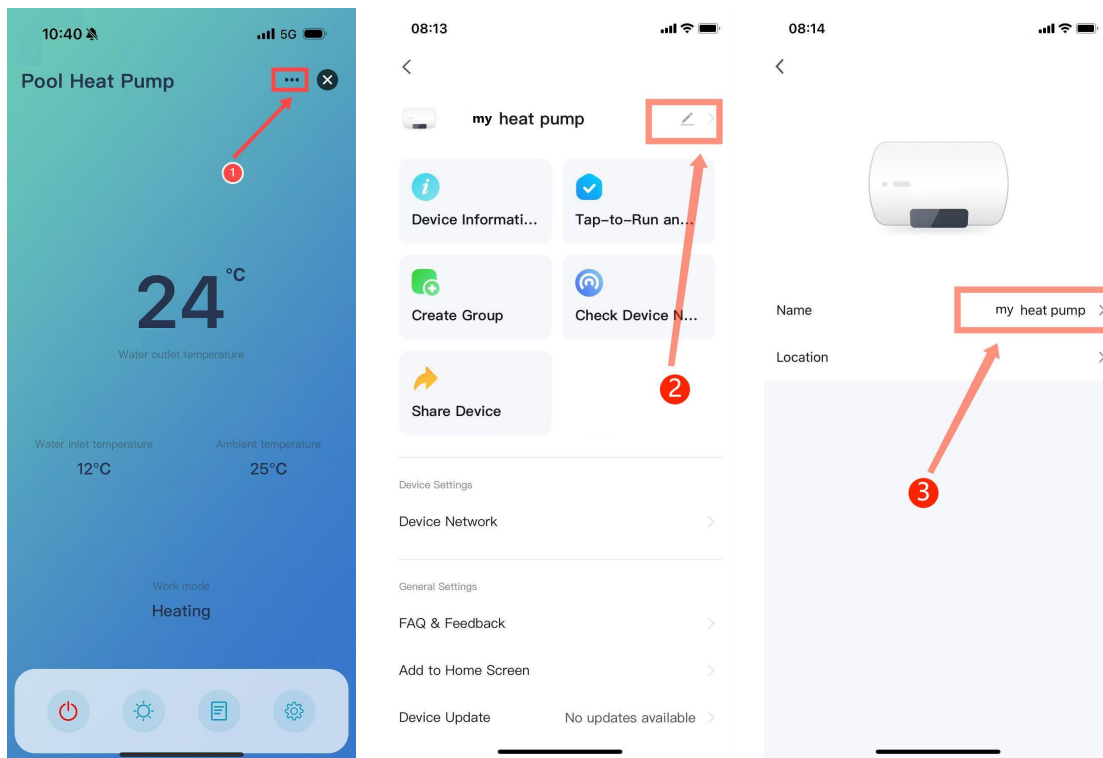 10:40
5G
Pool Heat Pump
1
24°C
Water outlet temperature
Water inlet temperature
Ambient temperature
12°C
25°C
Work mode
Heating
08:13
my heat pump
Device Informati...
Tap-to-Run an...
Create Group
Check Device N...
Share Device
2
Device Settings
Device Network
General Settings
FAQ & Feedback
Add to Home Screen
Device Update
No updates available
08:14
Name
my heat pump
Location
3